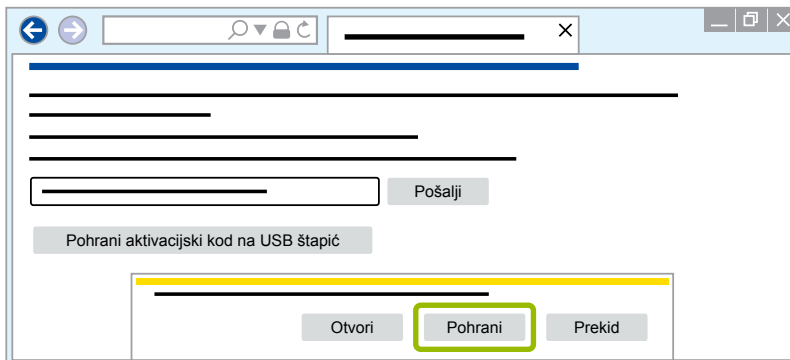 Pošalji
Pohrani aktivacijski kod na USB štapić
Otvori Pohrani Prekid